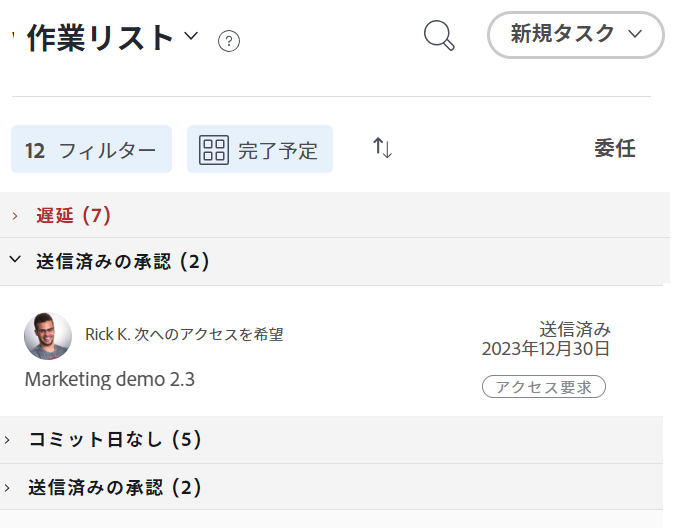 作業リスト
?
新規タスク
12 フィルター
完了予定
委任
遅延 (7)
送信済みの承認 (2)
Rick K. 次へのアクセスを希望
送信済み
2023年12月30日
Marketing demo 2.3
アクセス要求
コミット日なし (5)
送信済みの承認 (2)